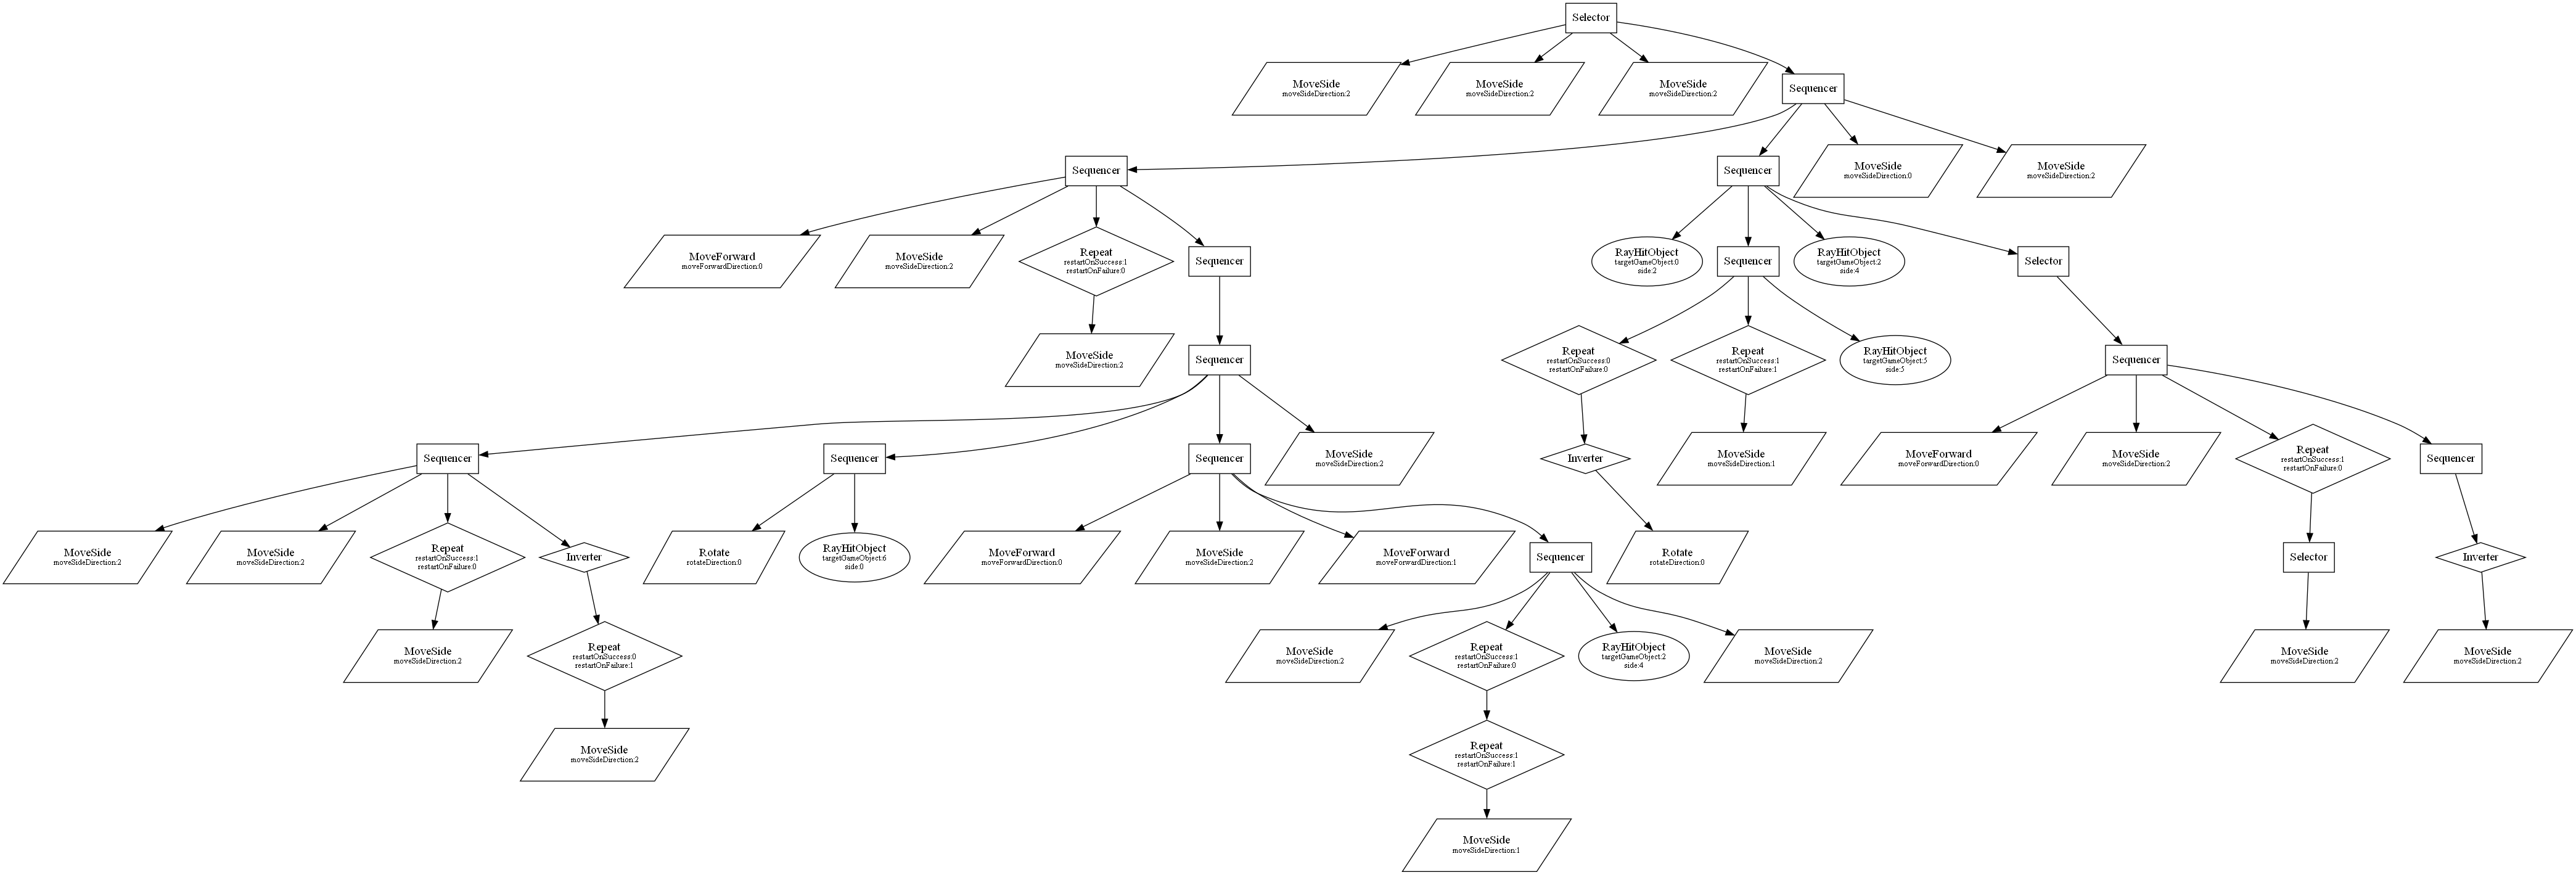 Selector
MoveSide
moveSideDirection:2
MoveSide
moveSideDirection:2
MoveSide
moveSideDirection:2
Sequencer
Sequencer
Sequencer
MoveSide
moveSideDirection:0
MoveSide
moveSideDirection:2
MoveForward
moveForwardDirection:0
MoveSide
moveSideDirection:2
Repeat
restartOnSuccess:1
restartOnFailure:0
Sequencer
RayHitObject
targetGameObject:0
side:2
Sequencer
RayHitObject
targetGameObject:2
side:4
Selector
MoveSide
moveSideDirection:2
Sequencer
Repeat
restartOnSuccess:0
restartOnFailure:0
Repeat
restartOnSuccess:1
restartOnFailure:1
RayHitObject
targetGameObject:5
side:5
Sequencer
Sequencer
Sequencer
Sequencer
MoveSide
moveSideDirection:2
Inverter
MoveSide
moveSideDirection:1
MoveForward
moveForwardDirection:0
MoveSide
moveSideDirection:2
Repeat
restartOnSuccess:1
restartOnFailure:0
Sequencer
MoveSide
moveSideDirection:2
MoveSide
moveSideDirection:2
Repeat
restartOnSuccess:1
restartOnFailure:0
Inverter
Rotate
rotateDirection:0
RayHitObject
targetGameObject:6
side:0
MoveForward
moveForwardDirection:0
MoveSide
moveSideDirection:2
MoveForward
moveForwardDirection:1
Sequencer
Rotate
rotateDirection:0
Selector
Inverter
MoveSide
moveSideDirection:2
Repeat
restartOnSuccess:0
restartOnFailure:1
MoveSide
moveSideDirection:2
Repeat
restartOnSuccess:1
restartOnFailure:0
RayHitObject
targetGameObject:2
side:4
MoveSide
moveSideDirection:2
MoveSide
moveSideDirection:2
MoveSide
moveSideDirection:2
MoveSide
moveSideDirection:2
Repeat
restartOnSuccess:1
restartOnFailure:1
MoveSide
moveSideDirection:1